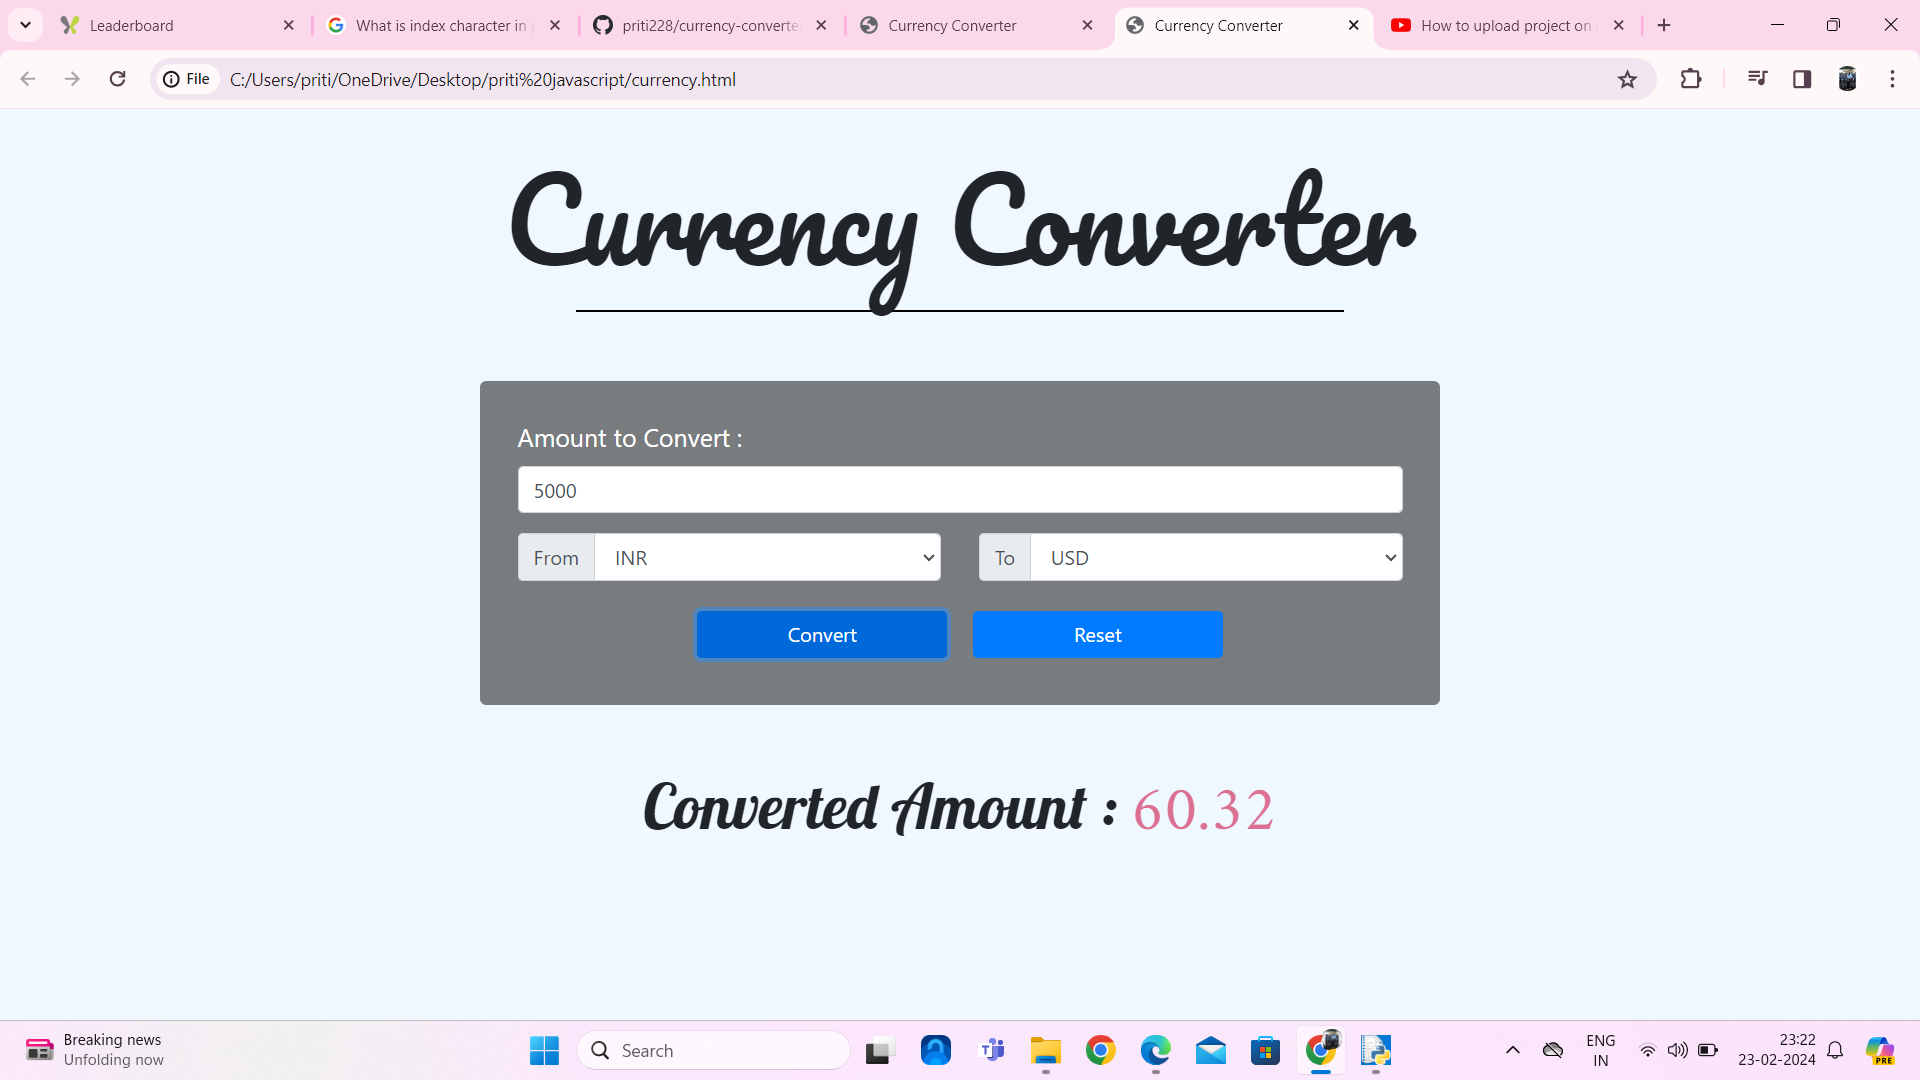 Leaderboard
What is index character in
priti228/currency-converte
Currency Converter
Currency Converter
How to upload project on
File
C:/Users/priti/OneDrive/Desktop/priti%20javascript/currency.html
Currency Converter
Amount to Convert :
5000
From
INR
To
USD
Convert
Reset
Converted Amount : 60.32
Breaking news
Unfolding now
Search
ENG
IN
23:22
23-02-2024
PRE